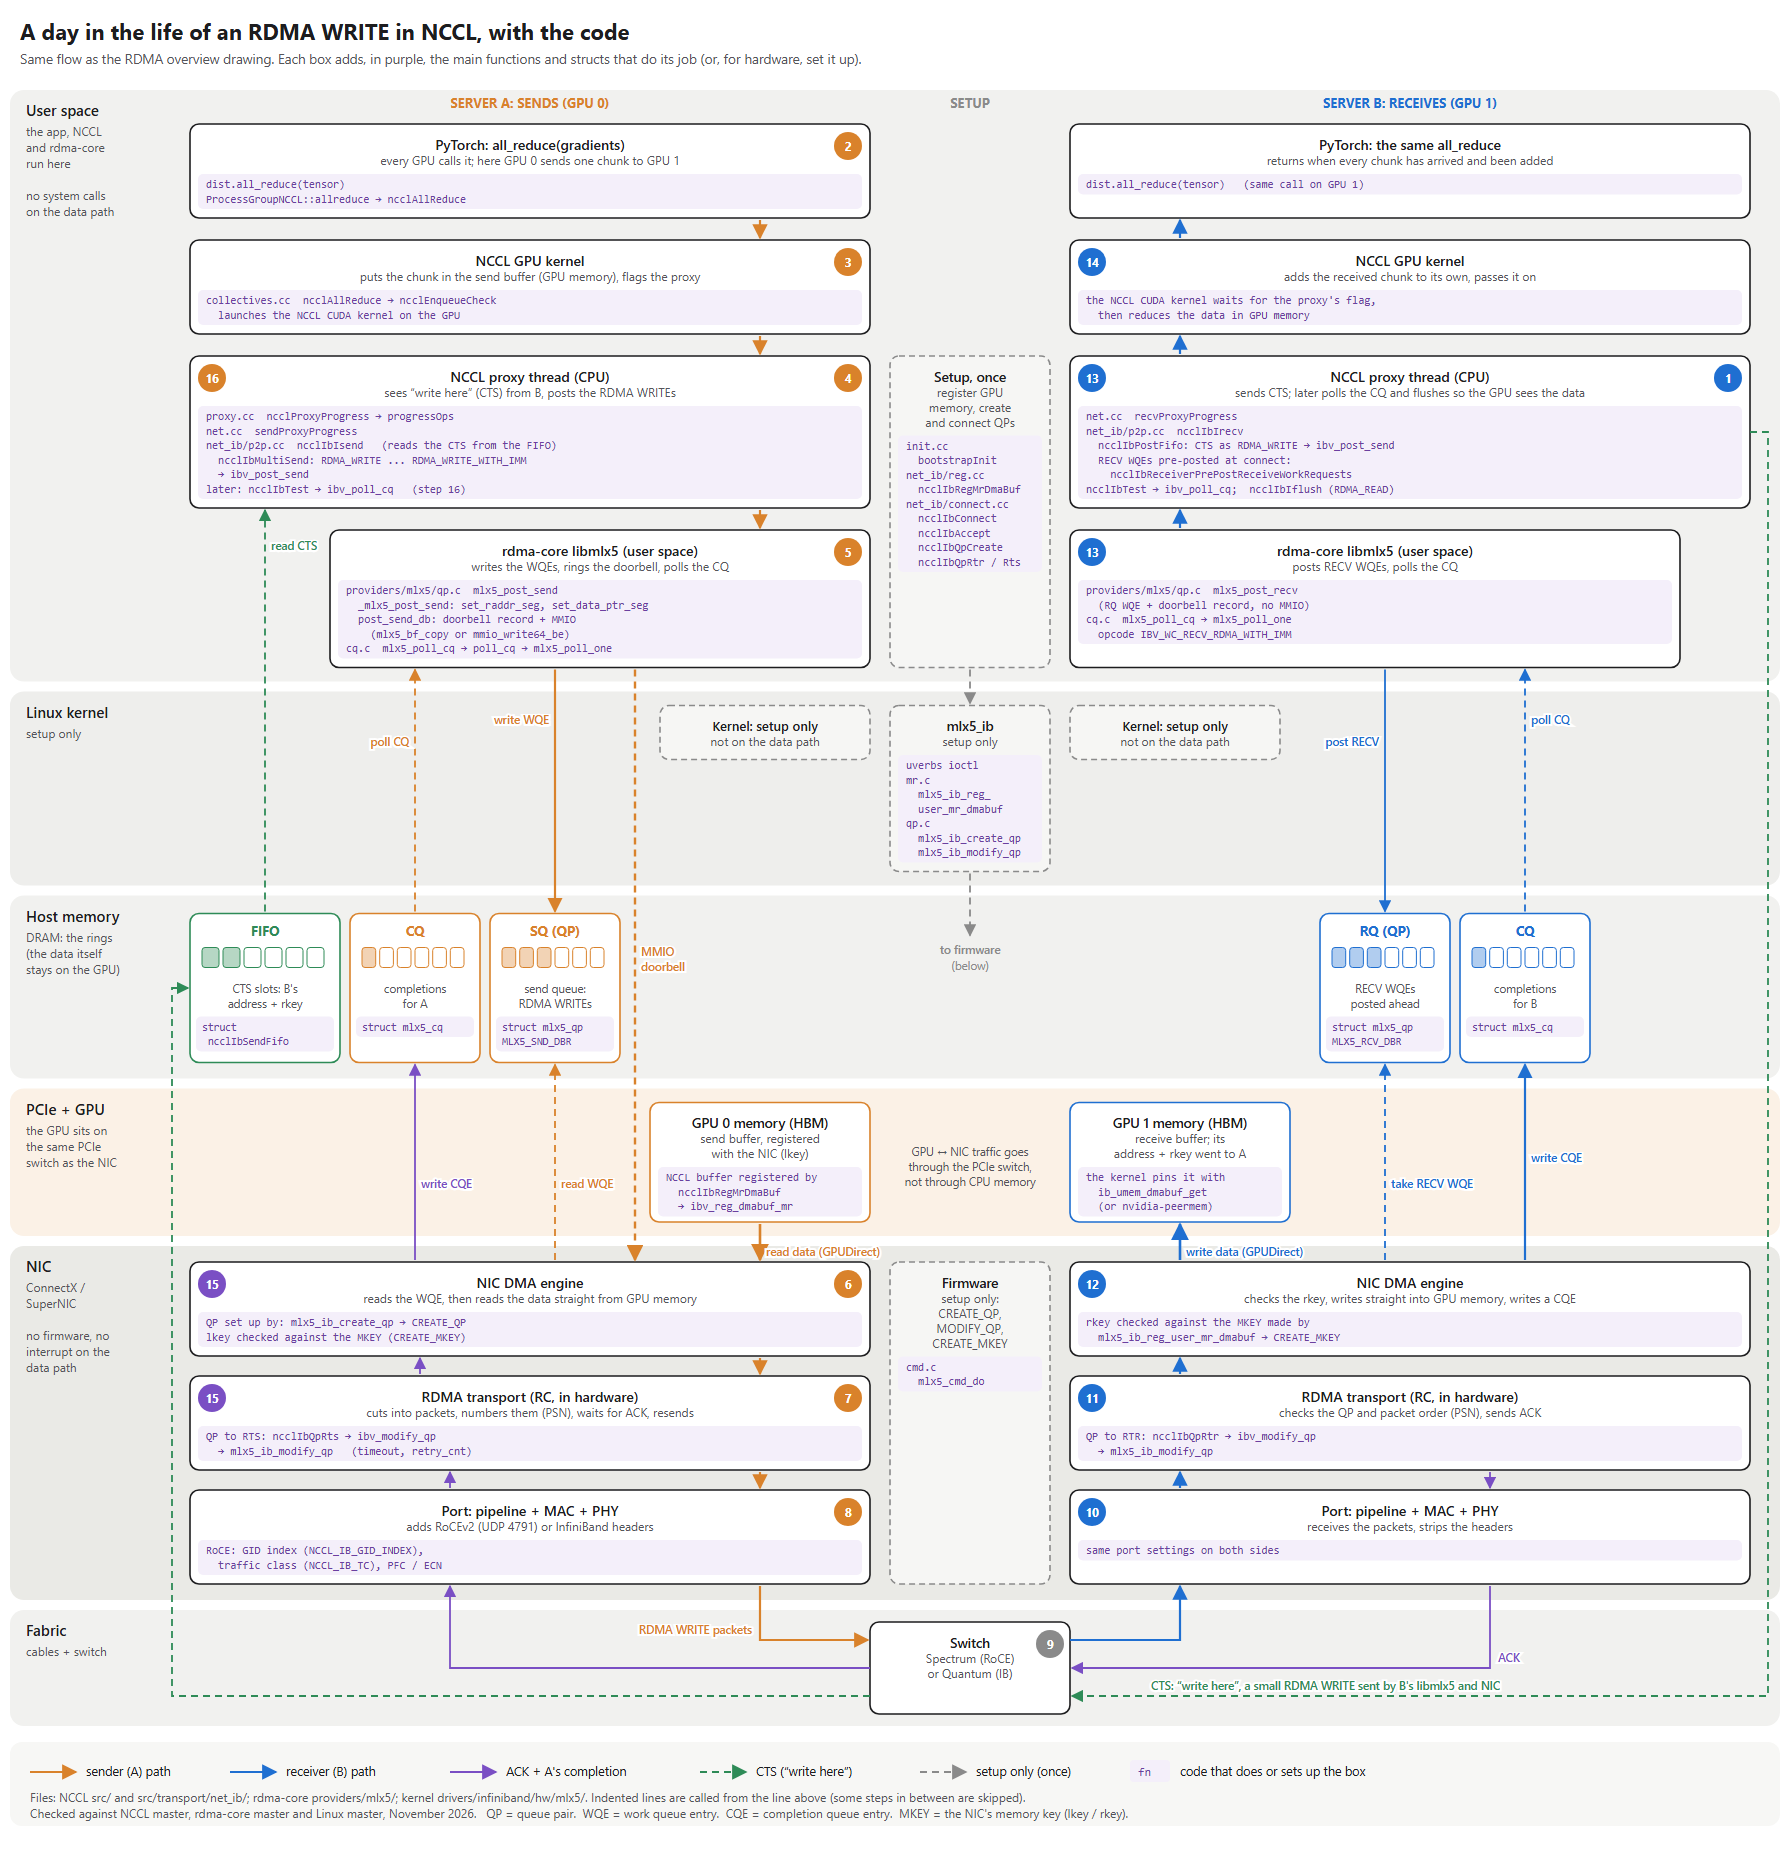 A day in the life of an RDMA WRITE in NCCL, with the code
Same flow as the RDMA overview drawing. Each box adds, in purple, the main functions and structs that do its job (or, for hardware, set it up).
User space
the app, NCCL
and rdma-core
run here
no system calls
on the data path
SERVER A: SENDS (GPU 0)
SETUP
SERVER B: RECEIVES (GPU 1)
PyTorch: all_reduce(gradients)
2
every GPU calls it; here GPU 0 sends one chunk to GPU 1
dist.all_reduce(tensor)
ProcessGroupNCCL::allreduce → ncclAllReduce
PyTorch: the same all_reduce
returns when every chunk has arrived and been added
dist.all_reduce(tensor)   (same call on GPU 1)
NCCL GPU kernel
3
puts the chunk in the send buffer (GPU memory), flags the proxy
collectives.cc  ncclAllReduce → ncclEnqueueCheck
launches the NCCL CUDA kernel on the GPU
14
NCCL GPU kernel
adds the received chunk to its own, passes it on
the NCCL CUDA kernel waits for the proxy's flag,
then reduces the data in GPU memory
16
NCCL proxy thread (CPU)
4
sees “write here” (CTS) from B, posts the RDMA WRITEs
proxy.cc  ncclProxyProgress → progressOps
net.cc  sendProxyProgress
net_ib/p2p.cc  ncclIbIsend   (reads the CTS from the FIFO)
ncclIbMultiSend: RDMA_WRITE ... RDMA_WRITE_WITH_IMM
→ ibv_post_send
later: ncclIbTest → ibv_poll_cq   (step 16)
Setup, once
register GPU
memory, create
and connect QPs
init.cc
bootstrapInit
net_ib/reg.cc
ncclIbRegMrDmaBuf
net_ib/connect.cc
ncclIbConnect
ncclIbAccept
ncclIbQpCreate
ncclIbQpRtr / Rts
13
NCCL proxy thread (CPU)
1
sends CTS; later polls the CQ and flushes so the GPU sees the data
net.cc  recvProxyProgress
net_ib/p2p.cc  ncclIbIrecv
ncclIbPostFifo: CTS as RDMA_WRITE → ibv_post_send
RECV WQEs pre-posted at connect:
ncclIbReceiverPrePostReceiveWorkRequests
ncclIbTest → ibv_poll_cq;  ncclIbIflush (RDMA_READ)
read CTS
rdma-core libmlx5 (user space)
5
writes the WQEs, rings the doorbell, polls the CQ
providers/mlx5/qp.c  mlx5_post_send
_mlx5_post_send: set_raddr_seg, set_data_ptr_seg
post_send_db: doorbell record + MMIO
(mlx5_bf_copy or mmio_write64_be)
cq.c  mlx5_poll_cq → poll_cq → mlx5_poll_one
13
rdma-core libmlx5 (user space)
posts RECV WQEs, polls the CQ
providers/mlx5/qp.c  mlx5_post_recv
(RQ WQE + doorbell record, no MMIO)
cq.c  mlx5_poll_cq → mlx5_poll_one
opcode IBV_WC_RECV_RDMA_WITH_IMM
Linux kernel
setup only
poll CQ
write WQE
Kernel: setup only
not on the data path
mlx5_ib
setup only
uverbs ioctl
mr.c
mlx5_ib_reg_
user_mr_dmabuf
qp.c
mlx5_ib_create_qp
mlx5_ib_modify_qp
Kernel: setup only
not on the data path
post RECV
poll CQ
Host memory
DRAM: the rings
(the data itself
stays on the GPU)
FIFO
CTS slots: B's
address + rkey
struct
ncclIbSendFifo
CQ
completions
for A
struct mlx5_cq
SQ (QP)
send queue:
RDMA WRITEs
struct mlx5_qp
MLX5_SND_DBR
MMIO
doorbell
to firmware
(below)
RQ (QP)
RECV WQEs
posted ahead
struct mlx5_qp
MLX5_RCV_DBR
CQ
completions
for B
struct mlx5_cq
PCIe + GPU
the GPU sits on
the same PCIe
switch as the NIC
write CQE
read WQE
GPU 0 memory (HBM)
send buffer, registered
with the NIC (lkey)
NCCL buffer registered by
ncclIbRegMrDmaBuf
→ ibv_reg_dmabuf_mr
GPU ↔ NIC traffic goes
through the PCIe switch,
not through CPU memory
GPU 1 memory (HBM)
receive buffer; its
address + rkey went to A
the kernel pins it with
ib_umem_dmabuf_get
(or nvidia-peermem)
take RECV WQE
write CQE
read data (GPUDirect)
write data (GPUDirect)
NIC
ConnectX /
SuperNIC
no firmware, no
interrupt on the
data path
15
NIC DMA engine
6
reads the WQE, then reads the data straight from GPU memory
QP set up by: mlx5_ib_create_qp → CREATE_QP
lkey checked against the MKEY (CREATE_MKEY)
Firmware
setup only:
CREATE_QP,
MODIFY_QP,
CREATE_MKEY
cmd.c
mlx5_cmd_do
12
NIC DMA engine
checks the rkey, writes straight into GPU memory, writes a CQE
rkey checked against the MKEY made by
mlx5_ib_reg_user_mr_dmabuf → CREATE_MKEY
15
RDMA transport (RC, in hardware)
7
cuts into packets, numbers them (PSN), waits for ACK, resends
QP to RTS: ncclIbQpRts → ibv_modify_qp
→ mlx5_ib_modify_qp   (timeout, retry_cnt)
11
RDMA transport (RC, in hardware)
checks the QP and packet order (PSN), sends ACK
QP to RTR: ncclIbQpRtr → ibv_modify_qp
→ mlx5_ib_modify_qp
Port: pipeline + MAC + PHY
8
adds RoCEv2 (UDP 4791) or InfiniBand headers
RoCE: GID index (NCCL_IB_GID_INDEX),
traffic class (NCCL_IB_TC), PFC / ECN
10
Port: pipeline + MAC + PHY
receives the packets, strips the headers
same port settings on both sides
Fabric
cables + switch
RDMA WRITE packets
Switch
9
Spectrum (RoCE)
or Quantum (IB)
ACK
CTS: “write here”, a small RDMA WRITE sent by B's libmlx5 and NIC
sender (A) path
receiver (B) path
ACK + A's completion
CTS (“write here”)
setup only (once)
fn
code that does or sets up the box
Files: NCCL src/ and src/transport/net_ib/; rdma-core providers/mlx5/; kernel drivers/infiniband/hw/mlx5/. Indented lines are called from the line above (some steps in between are skipped).
Checked against NCCL master, rdma-core master and Linux master, November 2026.   QP = queue pair.  WQE = work queue entry.  CQE = completion queue entry.  MKEY = the NIC's memory key (lkey / rkey).